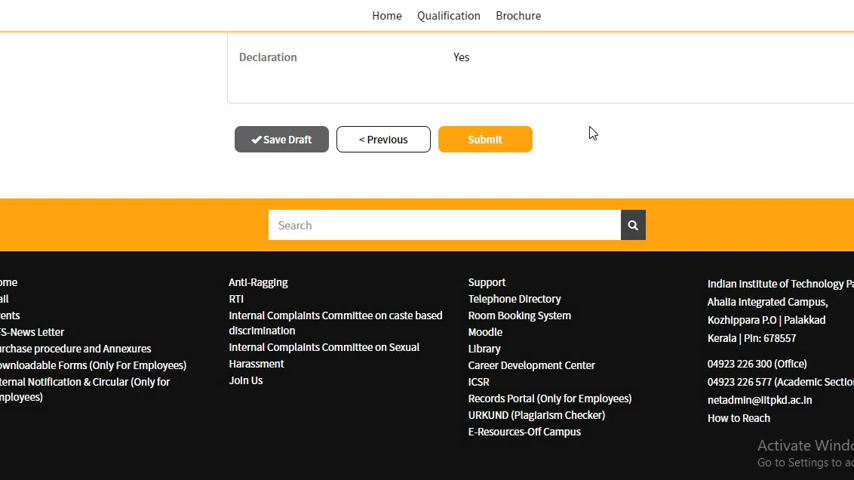 Home Qualification Brochure
Declaration Yes
Save Draft < Previous Submit
Search
ome
ail
ents
S-News Letter
rchase procedure and Annexures
ownloadable Forms (Only For Employees)
ternal Notification & Circular (Only for
mployees)
Anti-Ragging
RTI
Internal Complaints Committee on caste based
discrimination
Internal Complaints Committee on Sexual
Harassment
Join Us
Support
Telephone Directory
Room Booking System
Moodle
Library
Career Development Center
ICSR
Records Portal (Only for Employees)
URKUND (Plagiarism Checker)
E-Resources-Off Campus
Indian Institute of Technology Pa
Ahalia Integrated Campus,
Kozhippara P.O | Palakkad
Kerala | Pin: 678557
04923 226 300 (Office)
04923 226 577 (Academic Section
netadmin@iitpkd.ac.in
How to Reach
Activate Windo
Go to Settings to ac